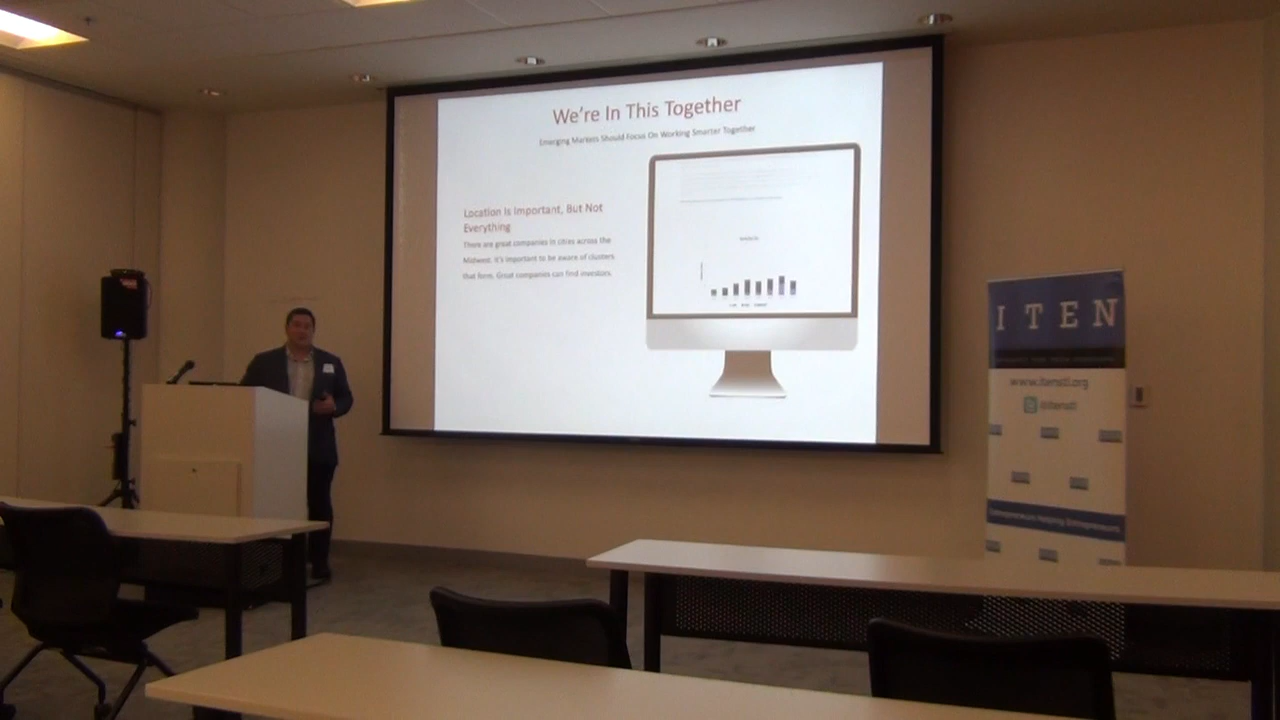 We're In This Together
Emerging Markets Should Focus On Working Smarter Together
Location Is Important, But Not
Everything
There are great companies in cities across the
Midwest. It's important to be aware of clusters
that form. Great companies can find investors.
ITEN
www.itenstl.org
@itenstl
Entrepreneurs Helping Entrepreneurs